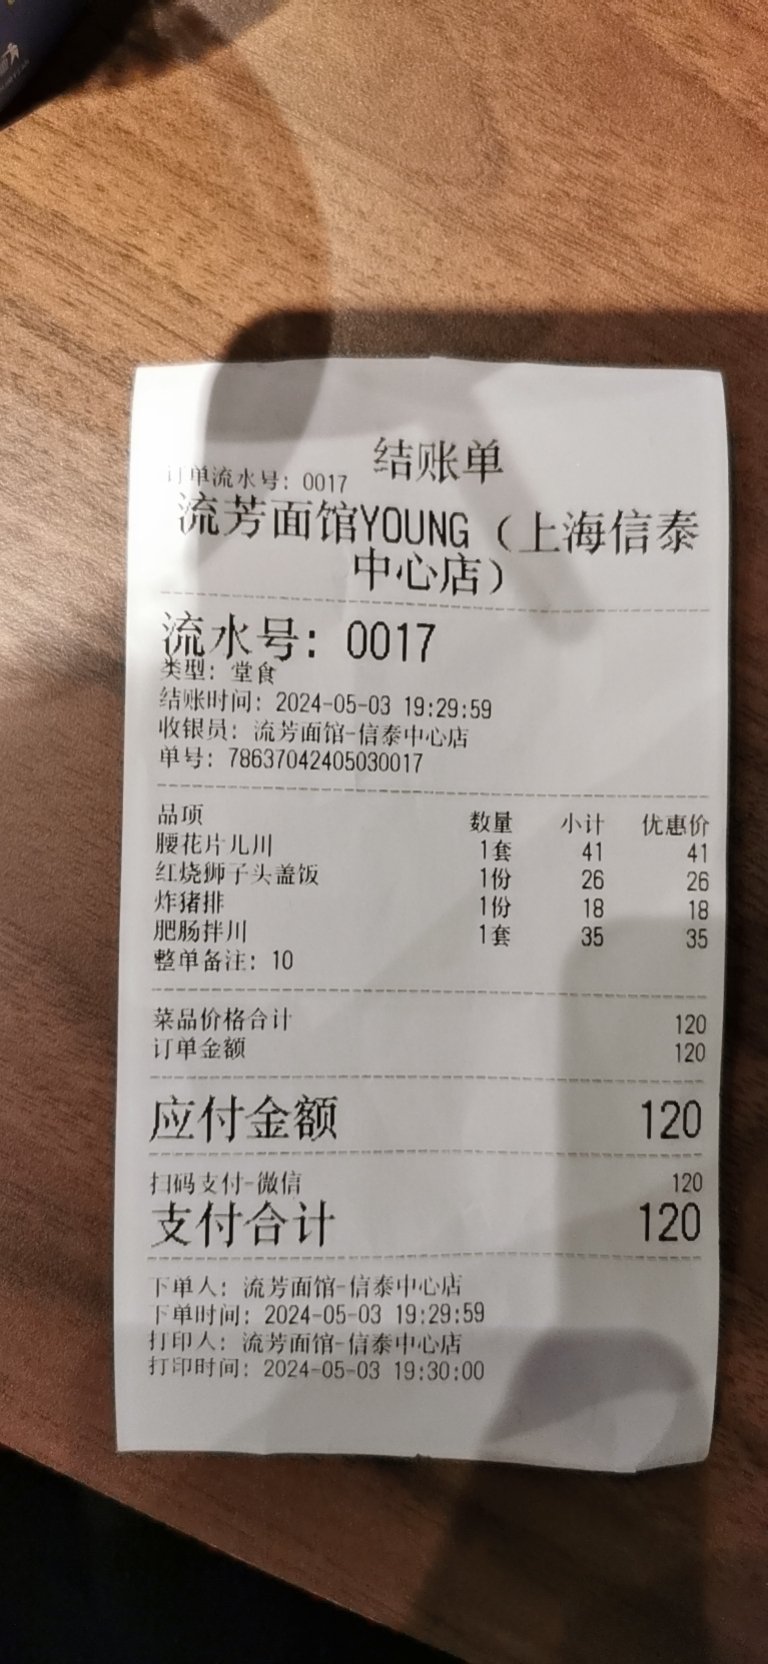 结账单
订单流水号: 0017
流芳面馆YOUNG（上海信泰
中心店）
流水号: 0017
类型: 堂食
结账时间: 2024-05-03 19:29:59
收银员: 流芳面馆-信泰中心店
单号: 78637042405030017
品项 数量 小计 优惠价
腰花片儿川 1套 41 41
红烧狮子头盖饭 1份 26 26
炸猪排 1份 18 18
肥肠拌川 1套 35 35
整单备注: 10
菜品价格合计 120
订单金额 120
应付金额 120
扫码支付-微信 120
支付合计 120
下单人: 流芳面馆-信泰中心店
下单时间: 2024-05-03 19:29:59
打印人: 流芳面馆-信泰中心店
打印时间: 2024-05-03 19:30:00